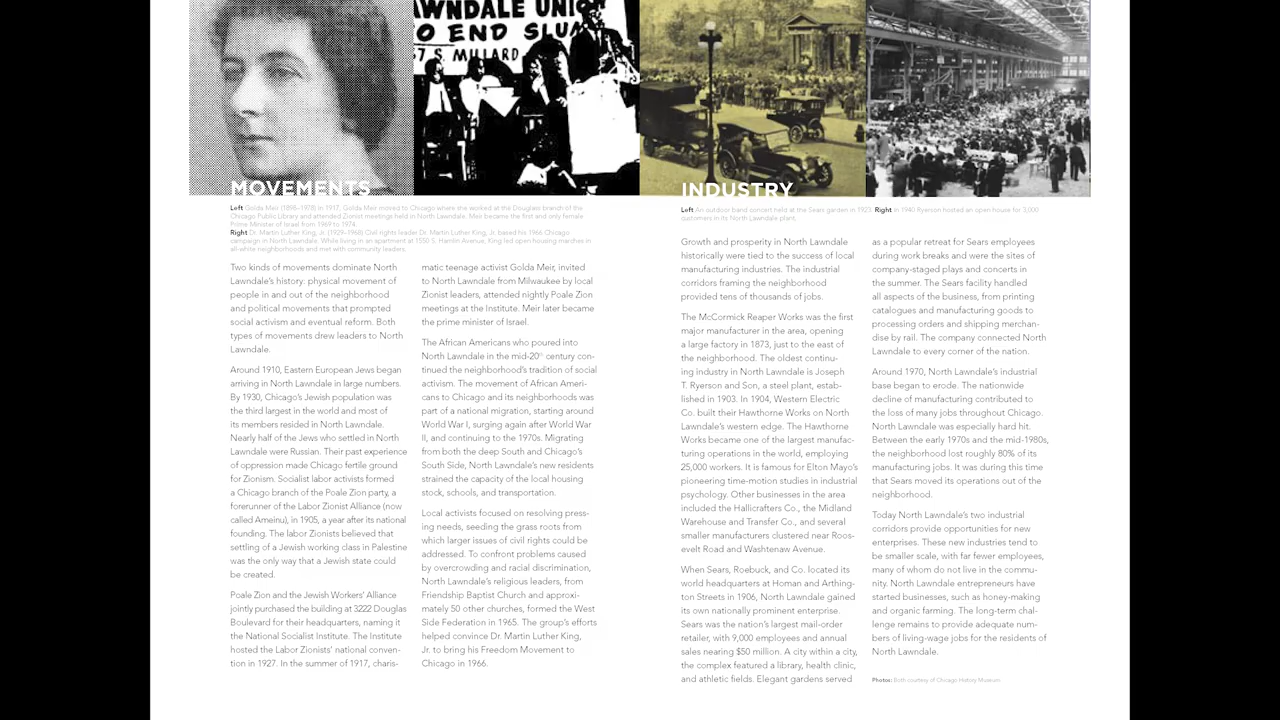 AWNDALE UNIO
O END SLUM
7 S MILLARD
MOVEMENTS
Left Golda Meir (1898–1978) in 1917. Golda Meir moved to Chicago where she worked at the Douglass branch of the
Chicago Public Library and attended Zionist meetings held in North Lawndale. Meir became the first and only female
Prime Minister of Israel from 1969 to 1974.
Right Dr. Martin Luther King, Jr. (1929–1968) Civil rights leader Dr. Martin Luther King, Jr. based his 1966 Chicago
campaign in North Lawndale. While living in an apartment at 1550 S. Hamlin Avenue, King led open housing marches in
all-white neighborhoods and met with community leaders.
Two kinds of movements dominate North
Lawndale's history: physical movement of
people in and out of the neighborhood
and political movements that prompted
social activism and eventual reform. Both
types of movements drew leaders to North
Lawndale.
Around 1910, Eastern European Jews began
arriving in North Lawndale in large numbers.
By 1930, Chicago's Jewish population was
the third largest in the world and most of
its members resided in North Lawndale.
Nearly half of the Jews who settled in North
Lawndale were Russian. Their past experience
of oppression made Chicago fertile ground
for Zionism. Socialist labor activists formed
a Chicago branch of the Poale Zion party, a
forerunner of the Labor Zionist Alliance (now
called Ameinu), in 1905, a year after its national
founding. The labor Zionists believed that
settling of a Jewish working class in Palestine
was the only way that a Jewish state could
be created.
Poale Zion and the Jewish Workers' Alliance
jointly purchased the building at 3222 Douglas
Boulevard for their headquarters, naming it
the National Socialist Institute. The Institute
hosted the Labor Zionists' national conven-
tion in 1927. In the summer of 1917, charis-
matic teenage activist Golda Meir, invited
to North Lawndale from Milwaukee by local
Zionist leaders, attended nightly Poale Zion
meetings at the Institute. Meir later became
the prime minister of Israel.
The African Americans who poured into
North Lawndale in the mid-20th century con-
tinued the neighborhood's tradition of social
activism. The movement of African Ameri-
cans to Chicago and its neighborhoods was
part of a national migration, starting around
World War I, surging again after World War
II, and continuing to the 1970s. Migrating
from both the deep South and Chicago's
South Side, North Lawndale's new residents
strained the capacity of the local housing
stock, schools, and transportation.
Local activists focused on resolving press-
ing needs, seeding the grass roots from
which larger issues of civil rights could be
addressed. To confront problems caused
by overcrowding and racial discrimination,
North Lawndale's religious leaders, from
Friendship Baptist Church and approxi-
mately 50 other churches, formed the West
Side Federation in 1965. The group's efforts
helped convince Dr. Martin Luther King,
Jr. to bring his Freedom Movement to
Chicago in 1966.
INDUSTRY
Left An outdoor band concert held at the Sears garden in 1923. Right In 1940 Ryerson hosted an open house for 3,000
customers in its North Lawndale plant.
Growth and prosperity in North Lawndale
historically were tied to the success of local
manufacturing industries. The industrial
corridors framing the neighborhood
provided tens of thousands of jobs.
The McCormick Reaper Works was the first
major manufacturer in the area, opening
a large factory in 1873, just to the east of
the neighborhood. The oldest continu-
ing industry in North Lawndale is Joseph
T. Ryerson and Son, a steel plant, estab-
lished in 1903. In 1904, Western Electric
Co. built their Hawthorne Works on North
Lawndale's western edge. The Hawthorne
Works became one of the largest manufac-
turing operations in the world, employing
25,000 workers. It is famous for Elton Mayo's
pioneering time-motion studies in industrial
psychology. Other businesses in the area
included the Hallicrafters Co., the Midland
Warehouse and Transfer Co., and several
smaller manufacturers clustered near Roos-
evelt Road and Washtenaw Avenue.
When Sears, Roebuck, and Co. located its
world headquarters at Homan and Arthing-
ton Streets in 1906, North Lawndale gained
its own nationally prominent enterprise.
Sears was the nation's largest mail-order
retailer, with 9,000 employees and annual
sales nearing $50 million. A city within a city,
the complex featured a library, health clinic,
and athletic fields. Elegant gardens served
as a popular retreat for Sears employees
during work breaks and were the sites of
company-staged plays and concerts in
the summer. The Sears facility handled
all aspects of the business, from printing
catalogues and manufacturing goods to
processing orders and shipping merchan-
dise by rail. The company connected North
Lawndale to every corner of the nation.
Around 1970, North Lawndale's industrial
base began to erode. The nationwide
decline of manufacturing contributed to
the loss of many jobs throughout Chicago.
North Lawndale was especially hard hit.
Between the early 1970s and the mid-1980s,
the neighborhood lost roughly 80% of its
manufacturing jobs. It was during this time
that Sears moved its operations out of the
neighborhood.
Today North Lawndale's two industrial
corridors provide opportunities for new
enterprises. These new industries tend to
be smaller scale, with far fewer employees,
many of whom do not live in the commu-
nity. North Lawndale entrepreneurs have
started businesses, such as honey-making
and organic farming. The long-term chal-
lenge remains to provide adequate num-
bers of living-wage jobs for the residents of
North Lawndale.
Photos: Both courtesy of Chicago History Museum.